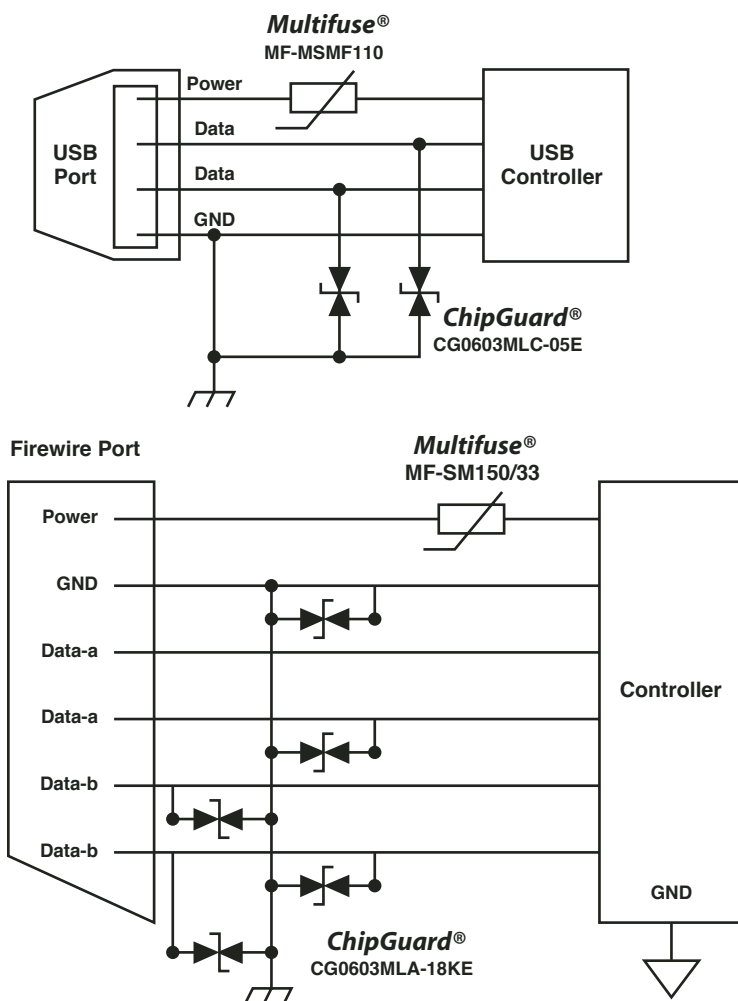 Multifuse®
MF-MSMF110
Power
Data
Data
GND
USB
Port
USB
Controller
ChipGuard®
CG0603MLC-05E
Firewire Port
Multifuse®
MF-SM150/33
Power
GND
Data-a
Data-a
Data-b
Data-b
Controller
GND
ChipGuard®
CG0603MLA-18KE